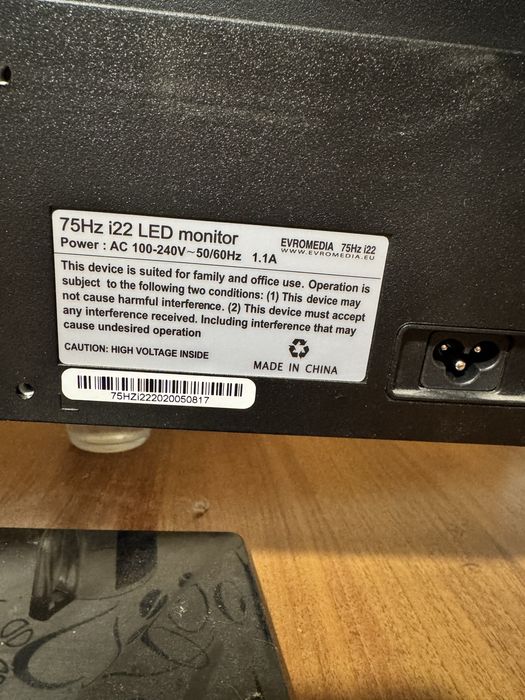 75Hz i22 LED monitor
Power : AC 100-240V~50/60Hz 1.1A
EVROMEDIA 75Hz i22
WWW.EVROMEDIA.EU
This device is suited for family and office use. Operation is
subject to the following two conditions: (1) This device may
not cause harmful interference. (2) This device must accept
any interference received. Including interference that may
cause undesired operation
CAUTION: HIGH VOLTAGE INSIDE
MADE IN CHINA
75HZi222020050817